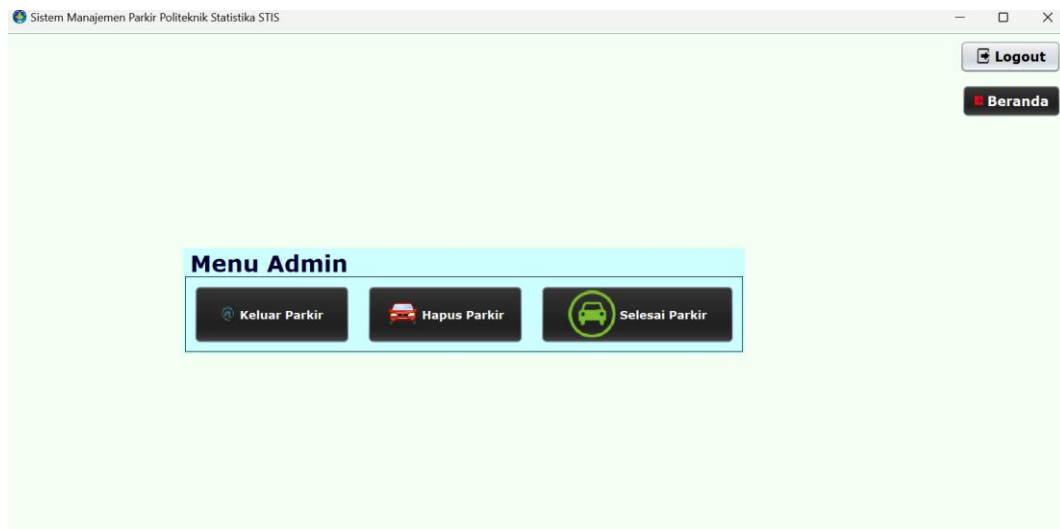 Sistem Manajemen Parkir Politeknik Statistika STIS
Logout
Beranda
Menu Admin
Keluar Parkir
Hapus Parkir
Selesai Parkir